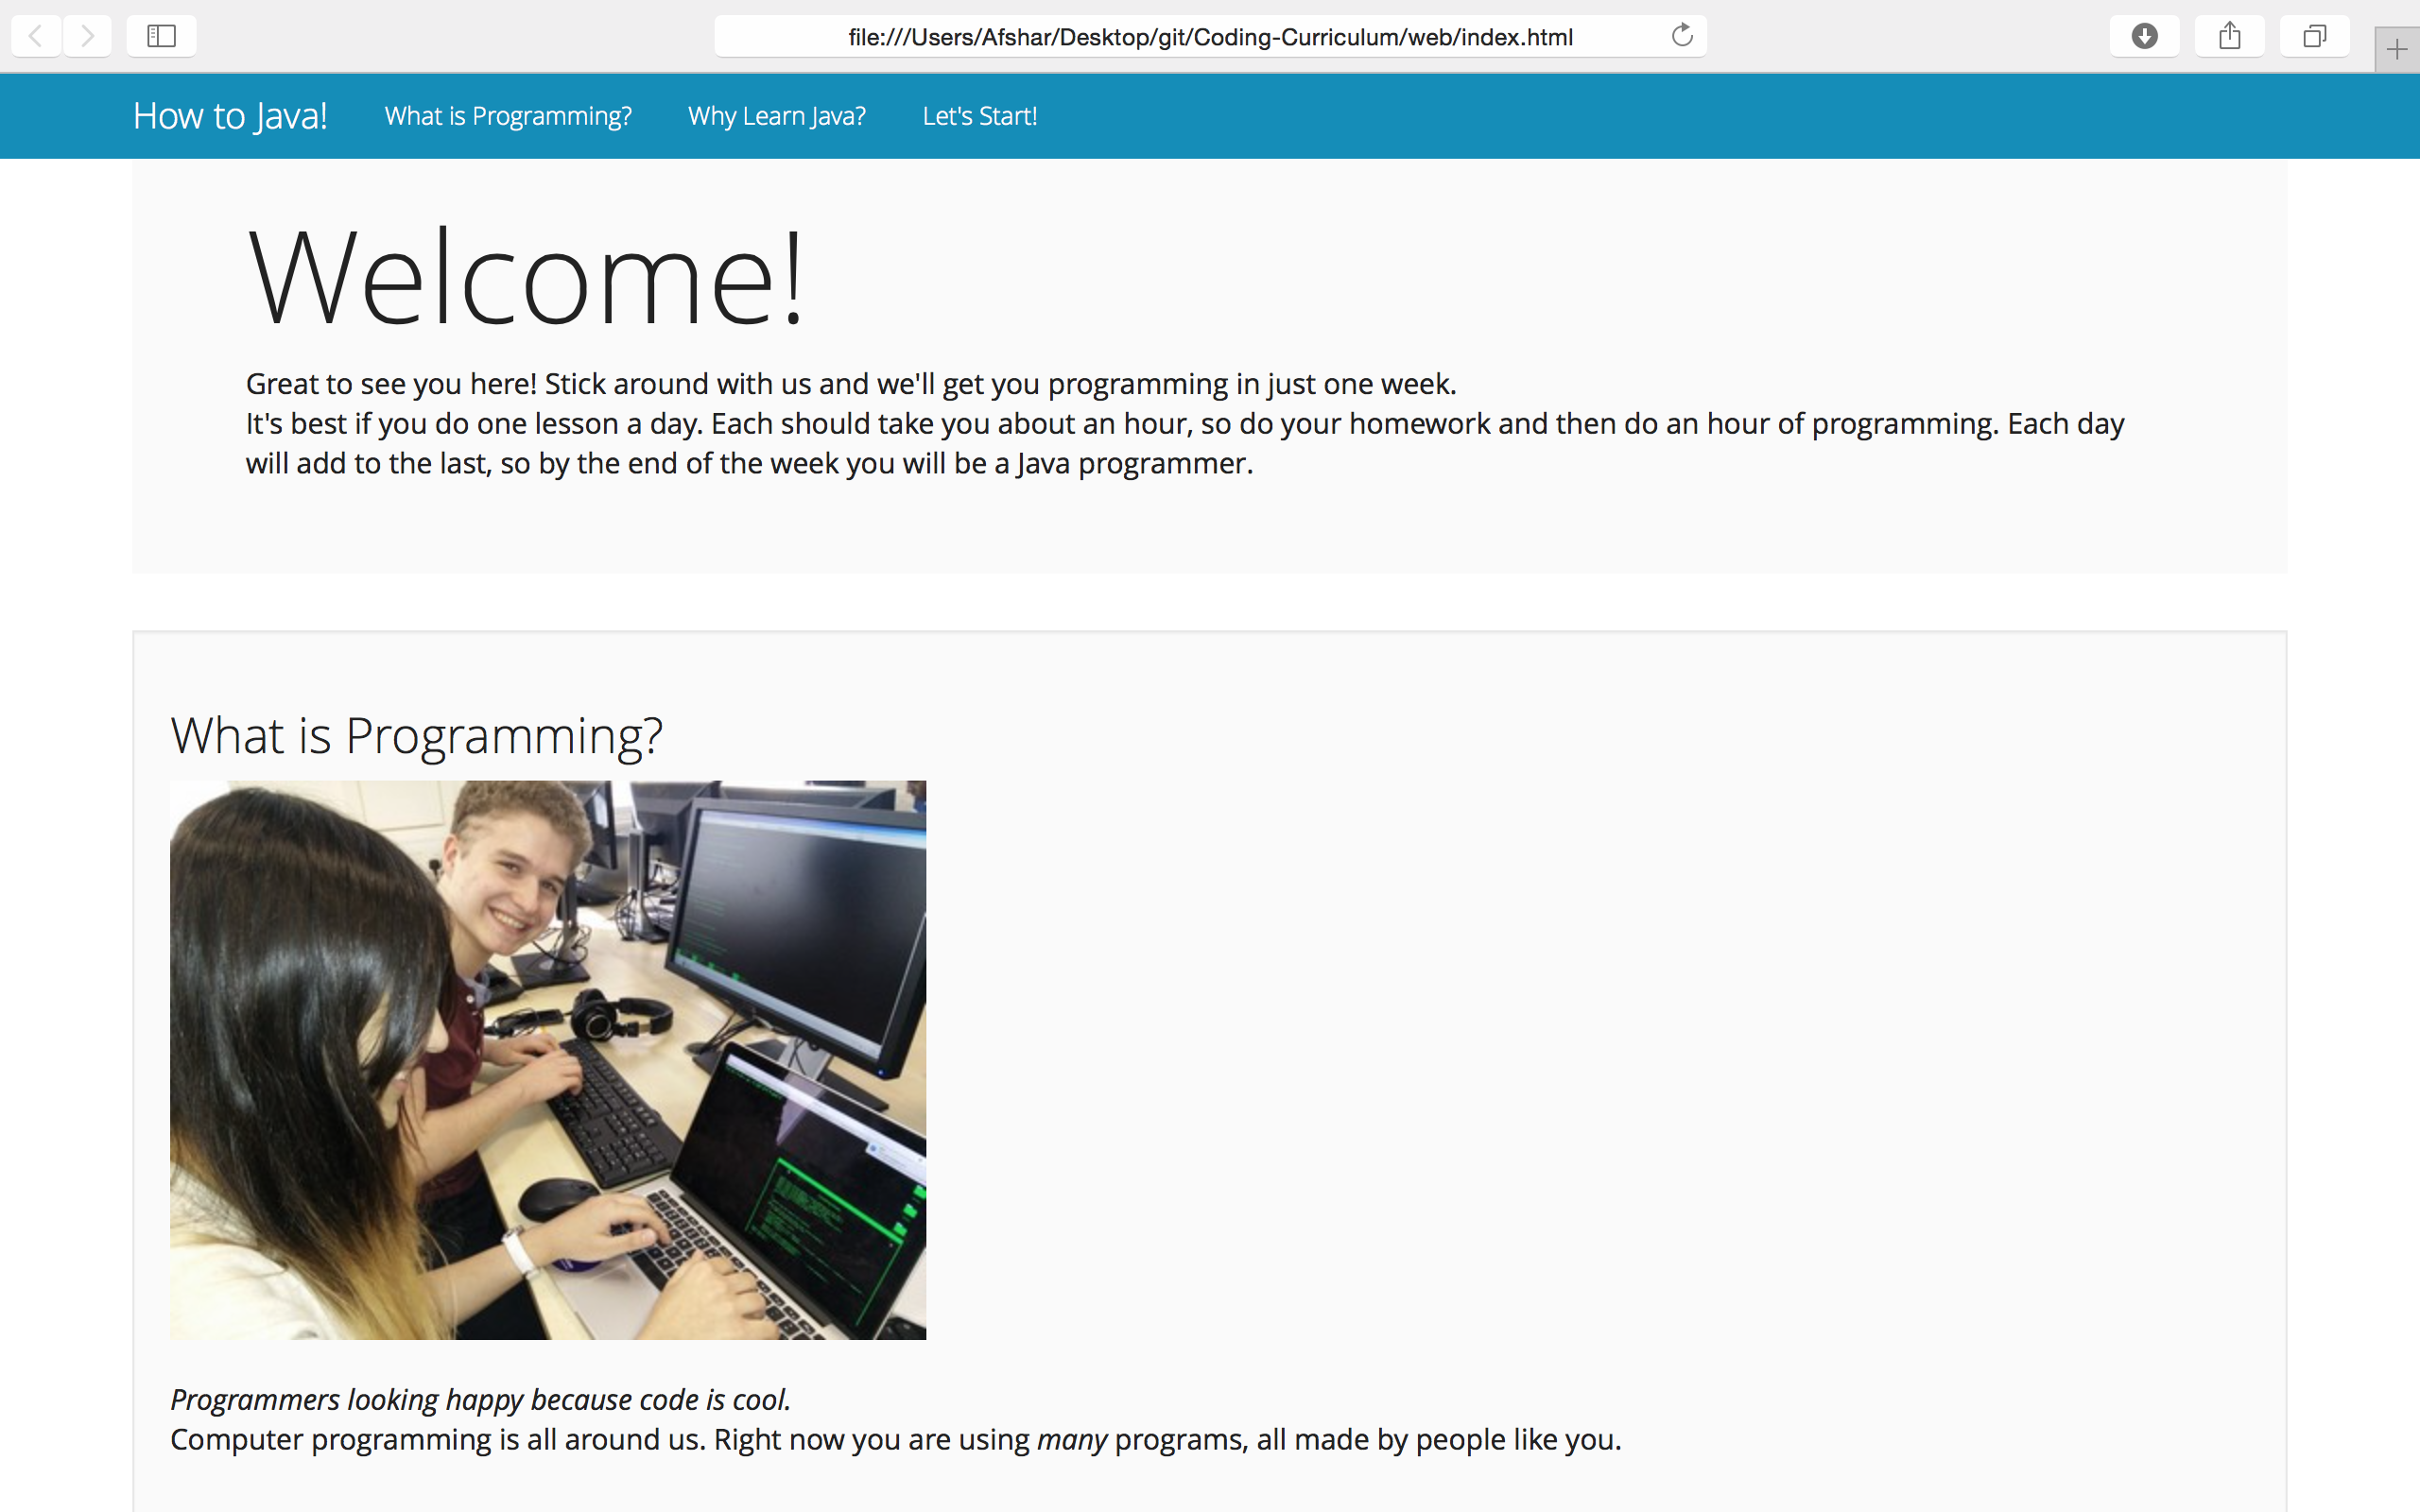 file:///Users/Afshar/Desktop/git/Coding-Curriculum/web/index.html
How to Java! What is Programming? Why Learn Java? Let's Start!
Welcome!
Great to see you here! Stick around with us and we'll get you programming in just one week.
It's best if you do one lesson a day. Each should take you about an hour, so do your homework and then do an hour of programming. Each day
will add to the last, so by the end of the week you will be a Java programmer.
What is Programming?
Programmers looking happy because code is cool.
Computer programming is all around us. Right now you are using many programs, all made by people like you.